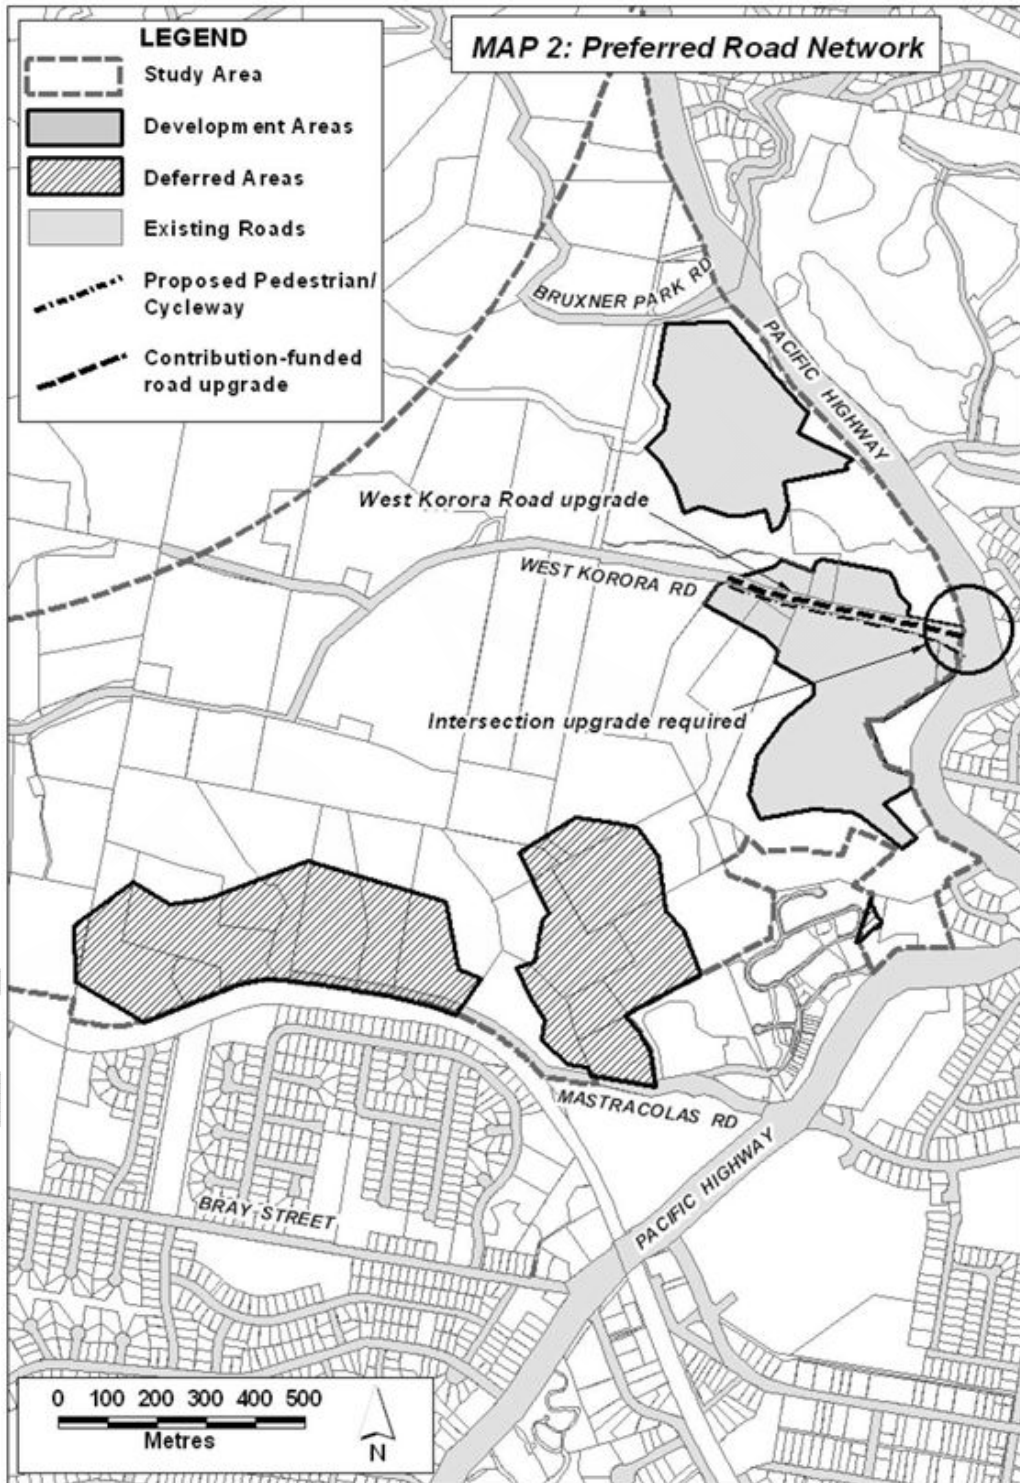 LEGEND
Study Area
Development Areas
Deferred Areas
Existing Roads
Proposed Pedestrian/
Cycleway
Contribution-funded
road upgrade
MAP 2: Preferred Road Network
BRUXNER PARK RD
PACIFIC HIGHWAY
West Korora Road upgrade
WEST KORORA RD
Intersection upgrade required
MASTRACOLAS RD
PACIFIC HIGHWAY
BRAY STREET
0 100 200 300 400 500
Metres
N